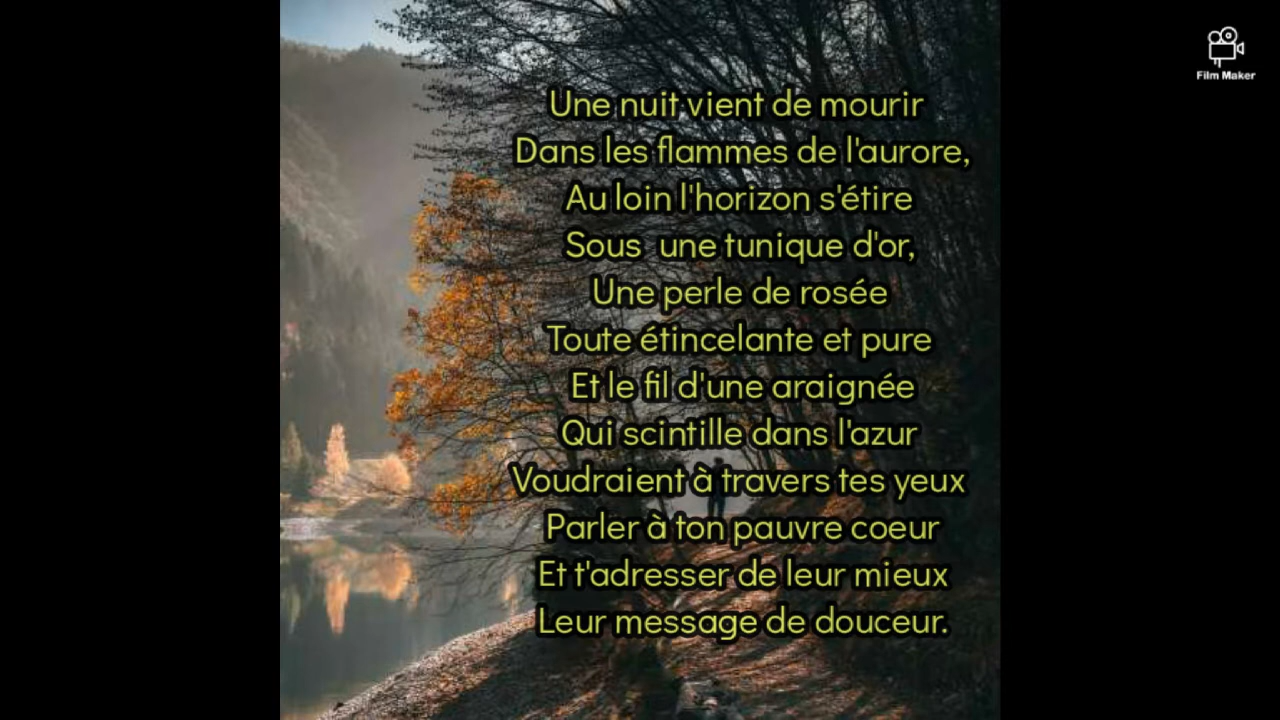 Film Maker
Une nuit vient de mourir
Dans les flammes de l'aurore,
Au loin l'horizon s'étire
Sous une tunique d'or,
Une perle de rosée
Toute étincelante et pure
Et le fil d'une araignée
Qui scintille dans l'azur
Voudraient à travers tes yeux
Parler à ton pauvre coeur
Et t'adresser de leur mieux
Leur message de douceur.